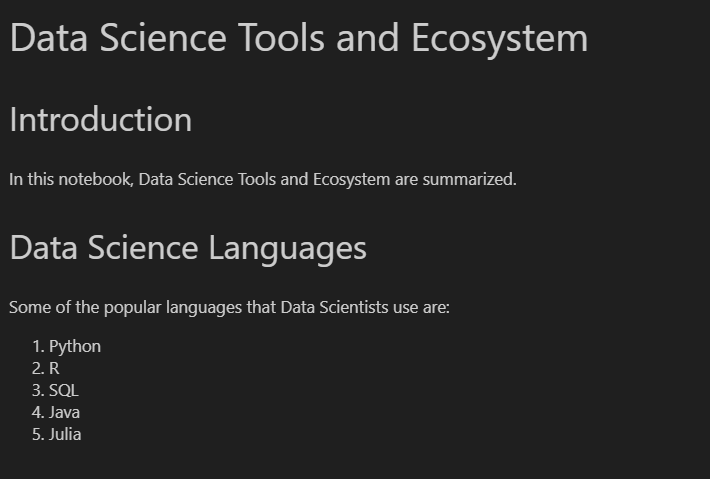 Data Science Tools and Ecosystem
Introduction
In this notebook, Data Science Tools and Ecosystem are summarized.
Data Science Languages
Some of the popular languages that Data Scientists use are:
1. Python
2. R
3. SQL
4. Java
5. Julia